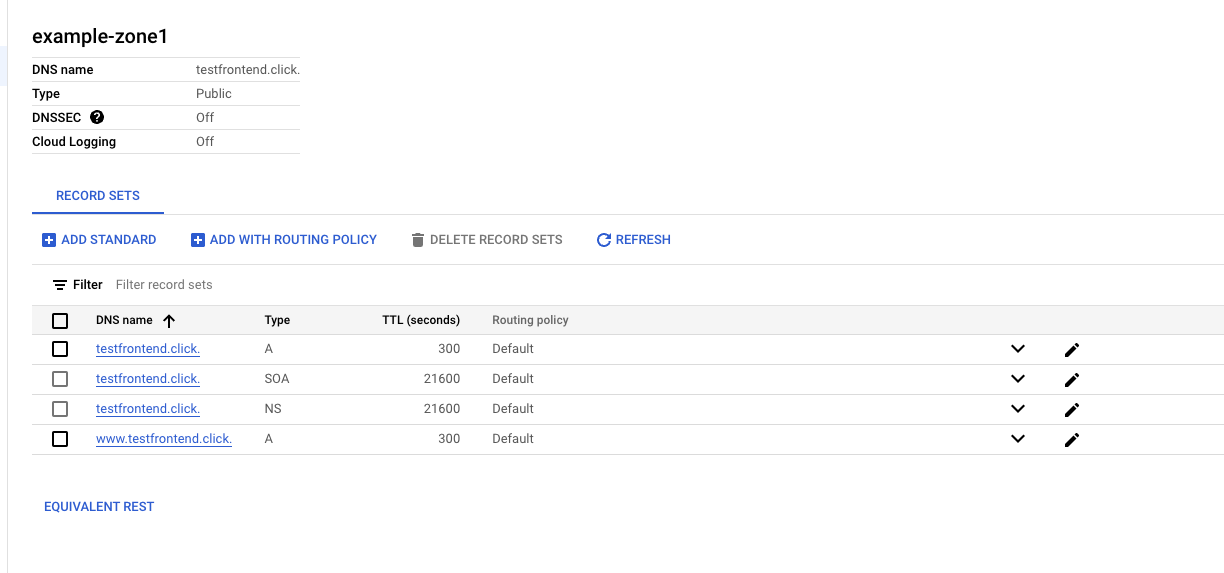 example-zone1
DNS name testfrontend.click.
Type Public
DNSSEC ? Off
Cloud Logging Off
RECORD SETS
ADD STANDARD ADD WITH ROUTING POLICY DELETE RECORD SETS REFRESH
Filter Filter record sets
DNS name Type TTL (seconds) Routing policy
testfrontend.click. A 300 Default
testfrontend.click. SOA 21600 Default
testfrontend.click. NS 21600 Default
www.testfrontend.click. A 300 Default
EQUIVALENT REST